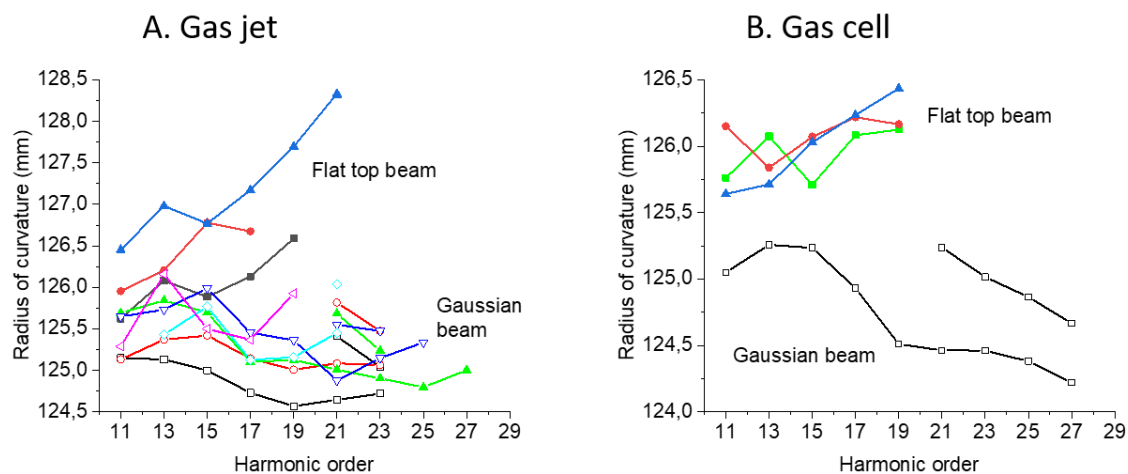 A. Gas jet
Radius of curvature (mm)
128,5
128,0
127,5
127,0
126,5
126,0
125,5
125,0
124,5
Flat top beam
Gaussian
beam
11 13 15 17 19 21 23 25 27 29
Harmonic order
B. Gas cell
Radius of curvature (mm)
126,5
126,0
125,5
125,0
124,5
124,0
Flat top beam
Gaussian beam
11 13 15 17 19 21 23 25 27 29
Harmonic order